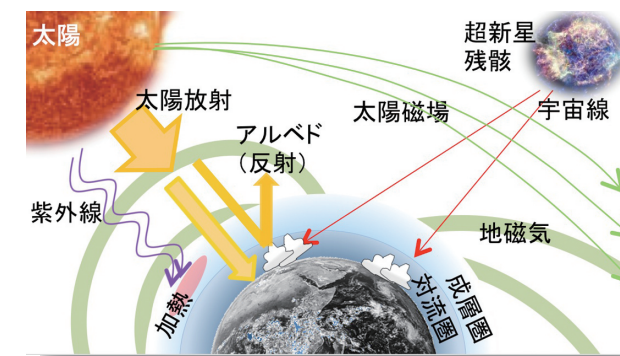 太陽
超新星
残骸
太陽放射
太陽磁場
宇宙線
アルベド
(反射)
紫外線
地磁気
加熱
成層圏
対流圏